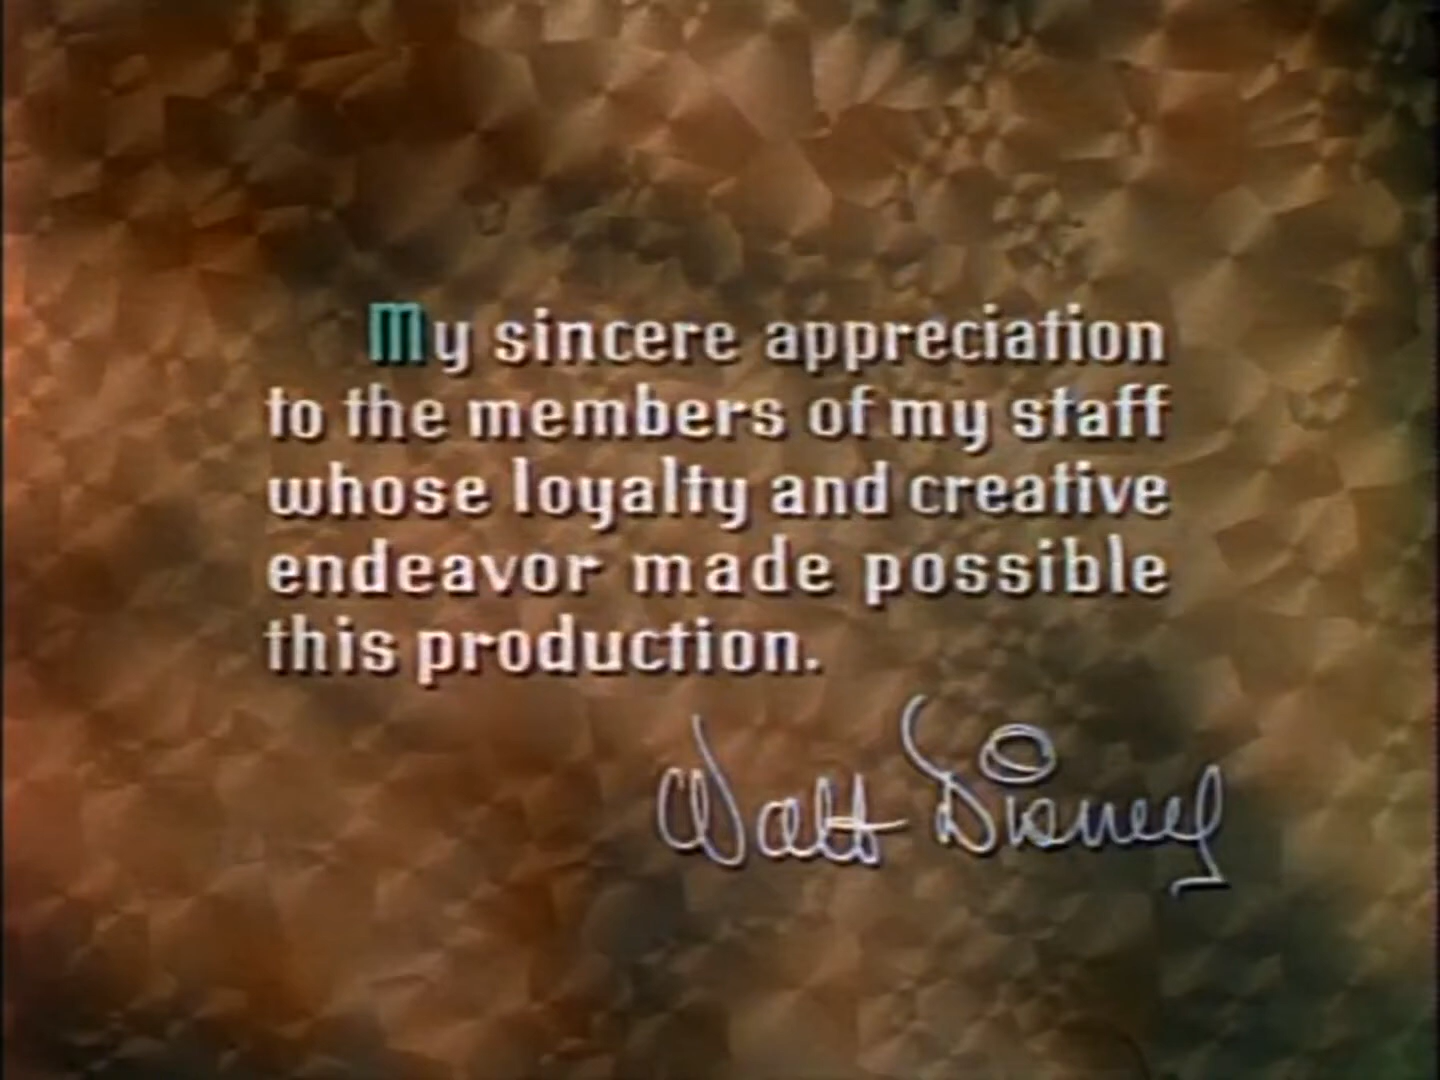 My sincere appreciation
to the members of my staff
whose loyalty and creative
endeavor made possible
this production.
Walt Disney